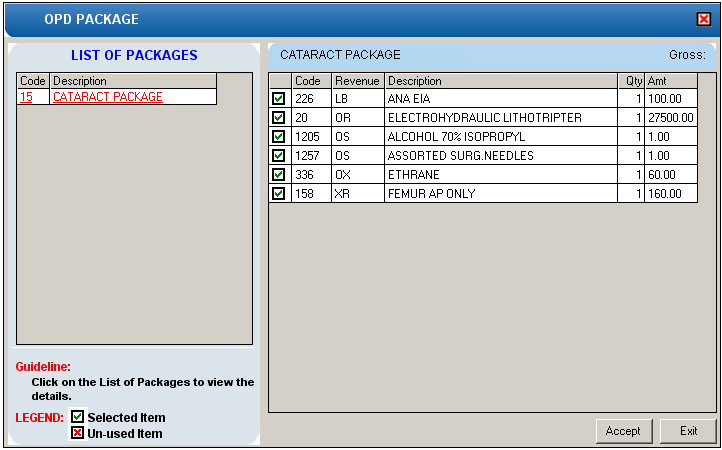 OPD PACKAGE
LIST OF PACKAGES
Code Description
15 CATARACT PACKAGE
Guideline:
Click on the List of Packages to view the
details.
LEGEND: Selected Item
Un-used Item
CATARACT PACKAGE Gross:
Code Revenue Description Qty Amt
226 LB ANA EIA 1 100.00
20 OR ELECTROHYDRAULIC LITHOTRIPTER 1 27500.00
1205 OS ALCOHOL 70% ISOPROPYL 1 1.00
1257 OS ASSORTED SURG.NEEDLES 1 1.00
336 OX ETHRANE 1 60.00
158 XR FEMUR AP ONLY 1 160.00
Accept Exit